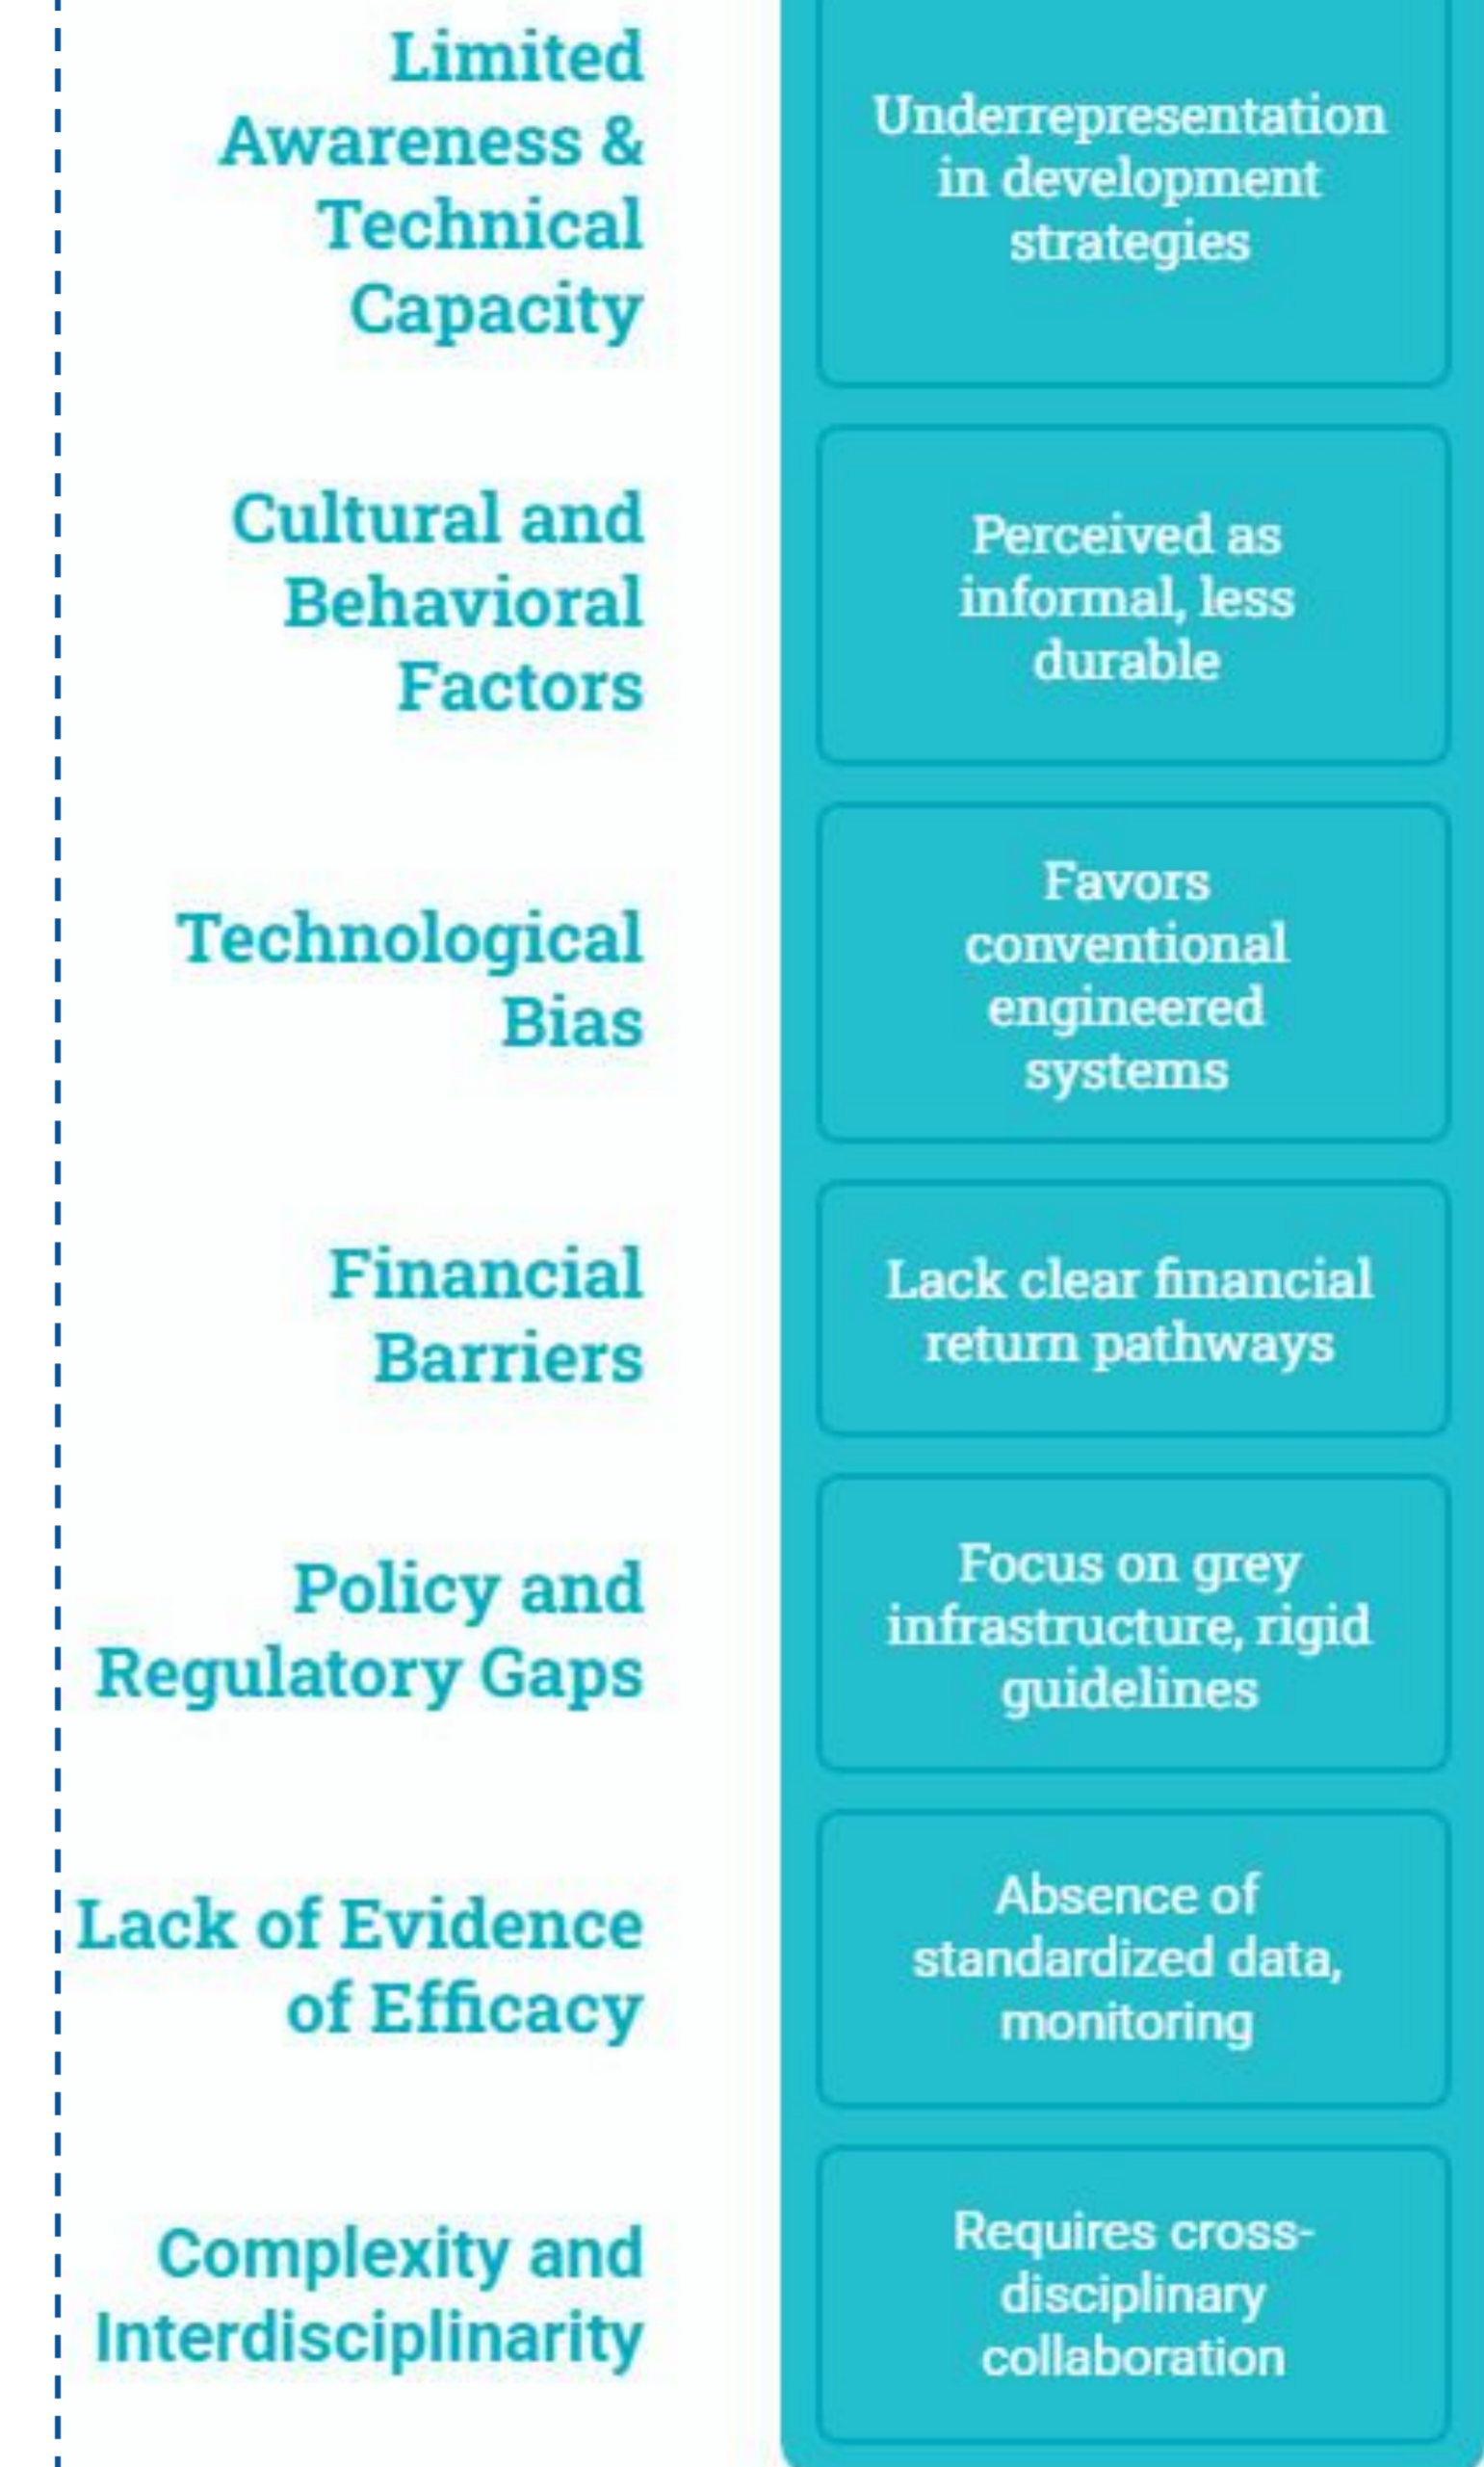 Limited
Awareness &
Technical
Capacity
Underrepresentation
in development
strategies
Cultural and
Behavioral
Factors
Perceived as
informal, less
durable
Technological
Bias
Favors
conventional
engineered
systems
Financial
Barriers
Lack clear financial
return pathways
Policy and
Regulatory Gaps
Focus on grey
infrastructure, rigid
guidelines
Lack of Evidence
of Efficacy
Absence of
standardized data,
monitoring
Complexity and
Interdisciplinarity
Requires cross-
disciplinary
collaboration